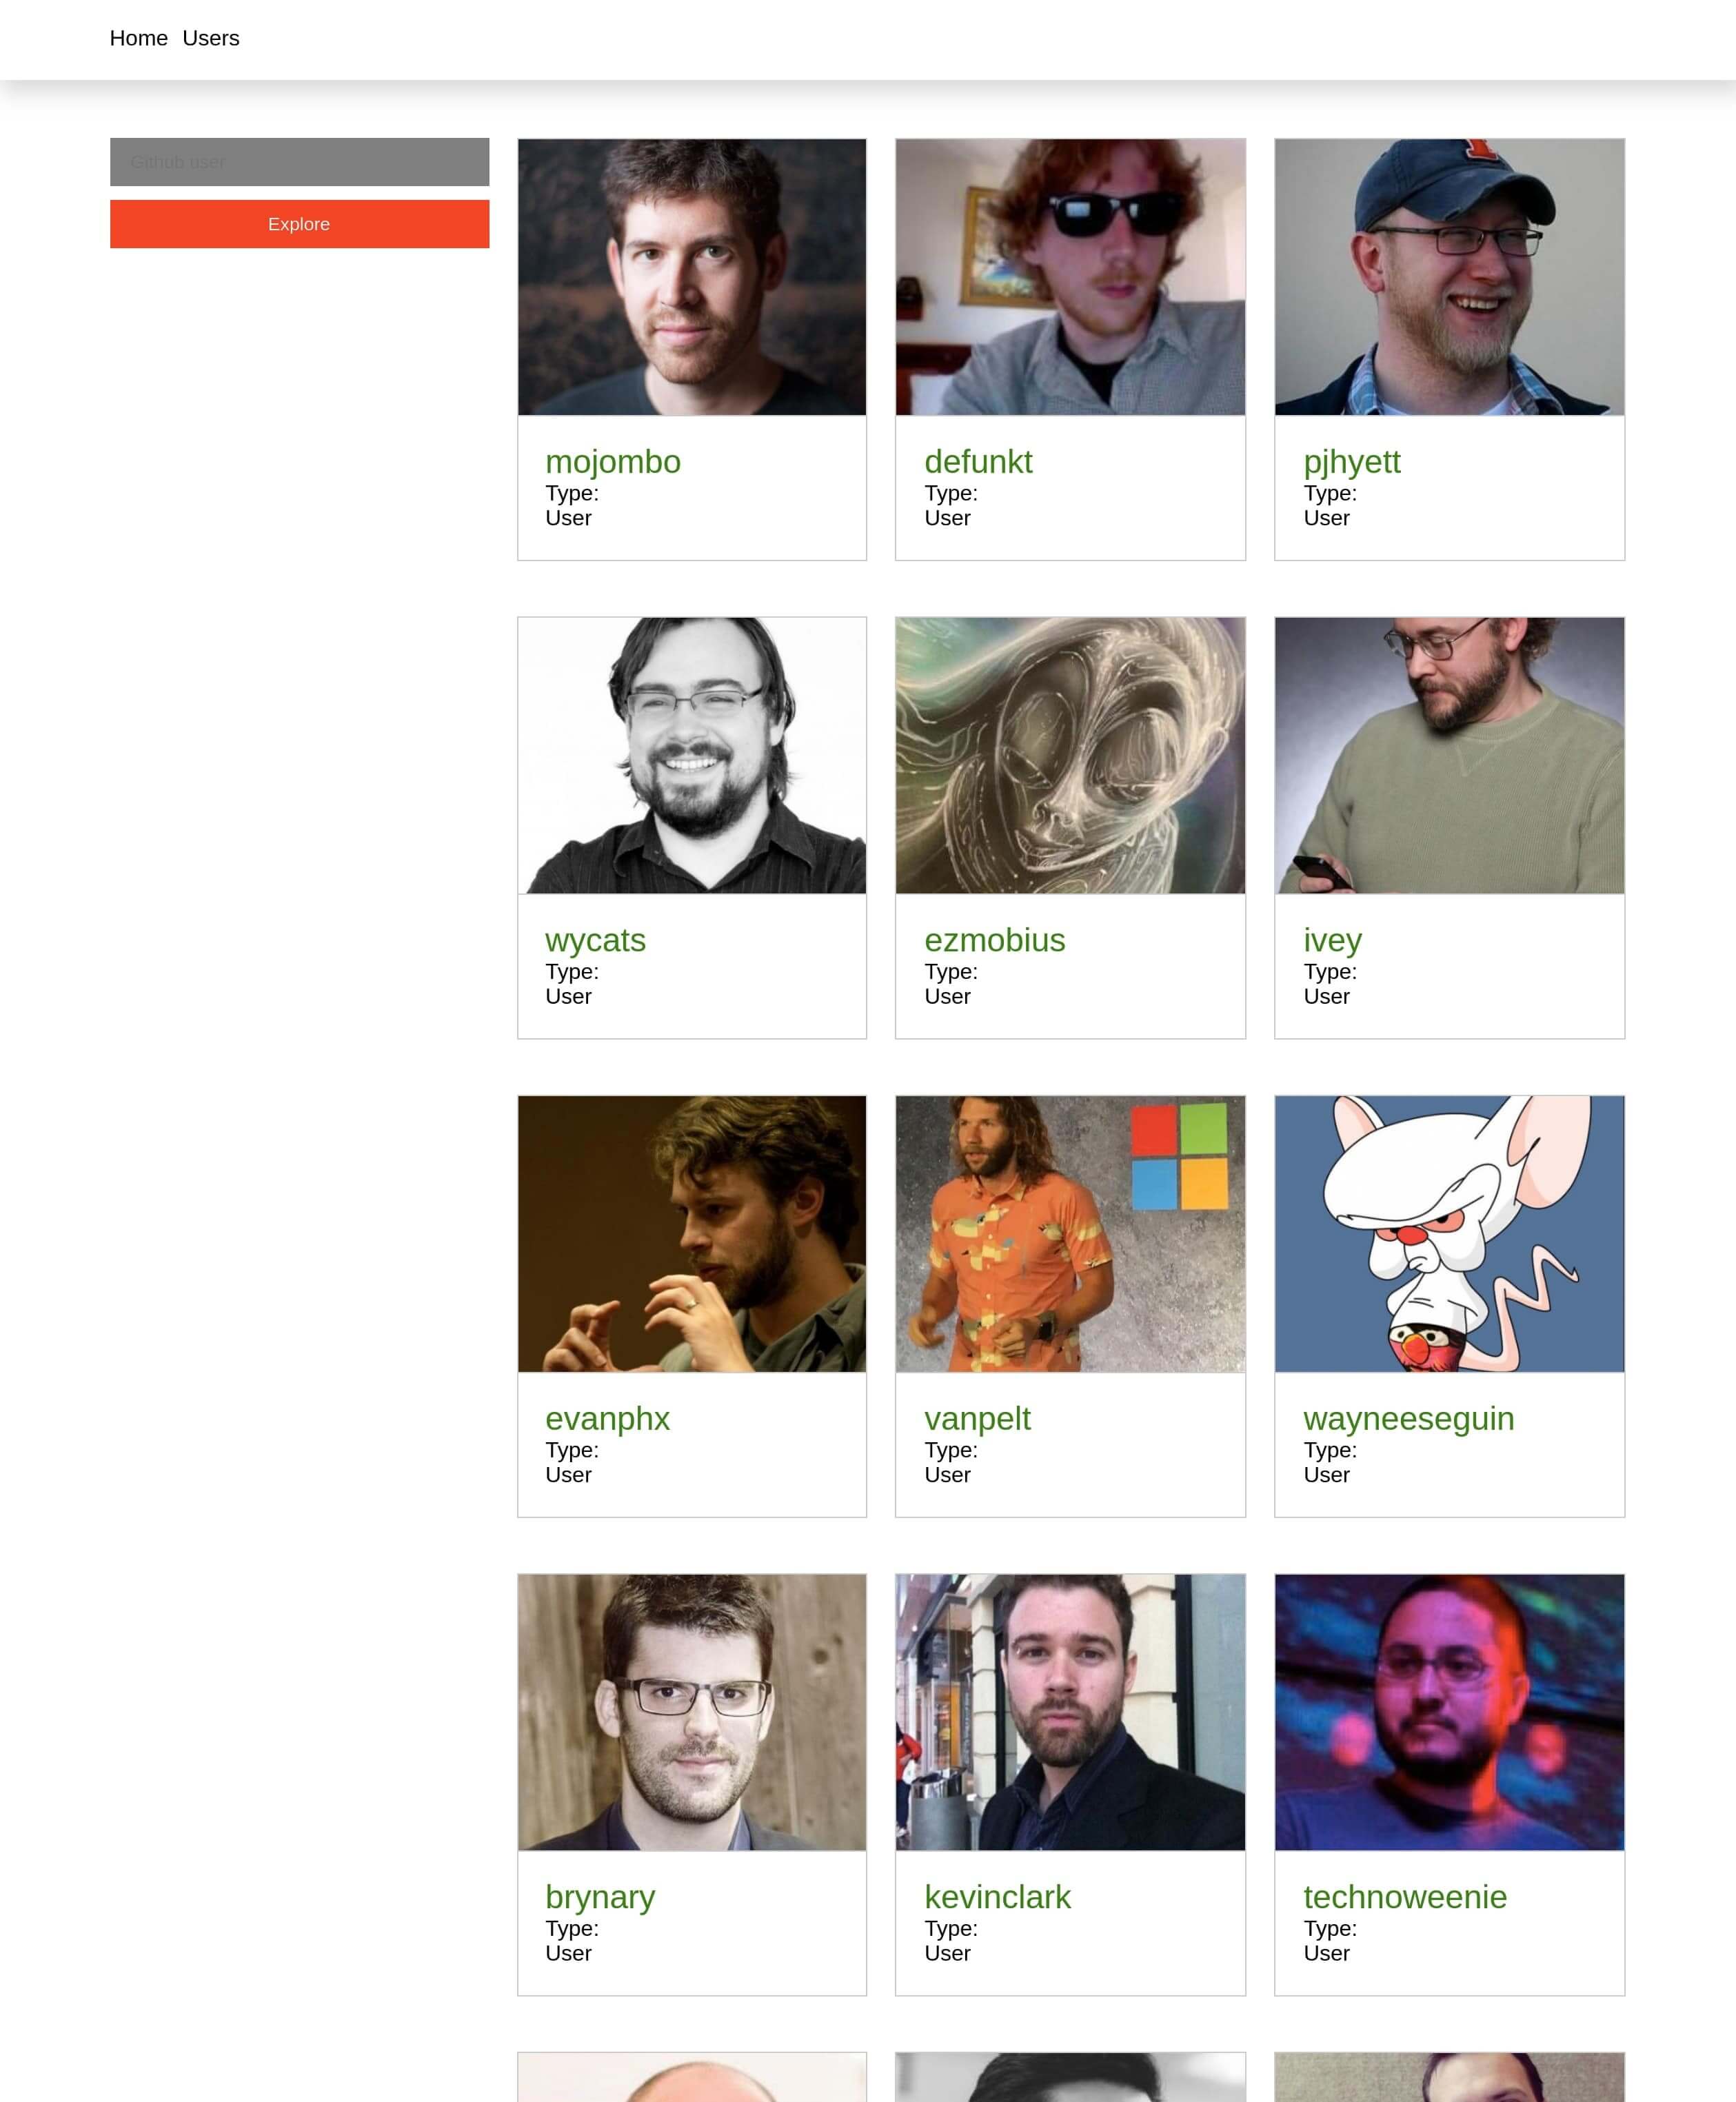 Home Users
Github user
Explore
mojombo
Type:
User
defunkt
Type:
User
pjhyett
Type:
User
wycats
Type:
User
ezmobius
Type:
User
ivey
Type:
User
evanphx
Type:
User
vanpelt
Type:
User
wayneeseguin
Type:
User
brynary
Type:
User
kevinclark
Type:
User
technoweenie
Type:
User